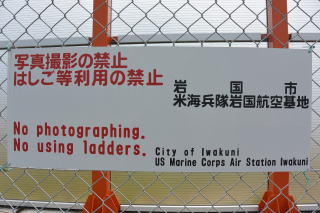 写真撮影の禁止
はしご等利用の禁止
岩国市
米海兵隊岩国航空基地
No photographing.
No using ladders.
City of Iwakuni
US Marine Corps Air Station Iwakuni